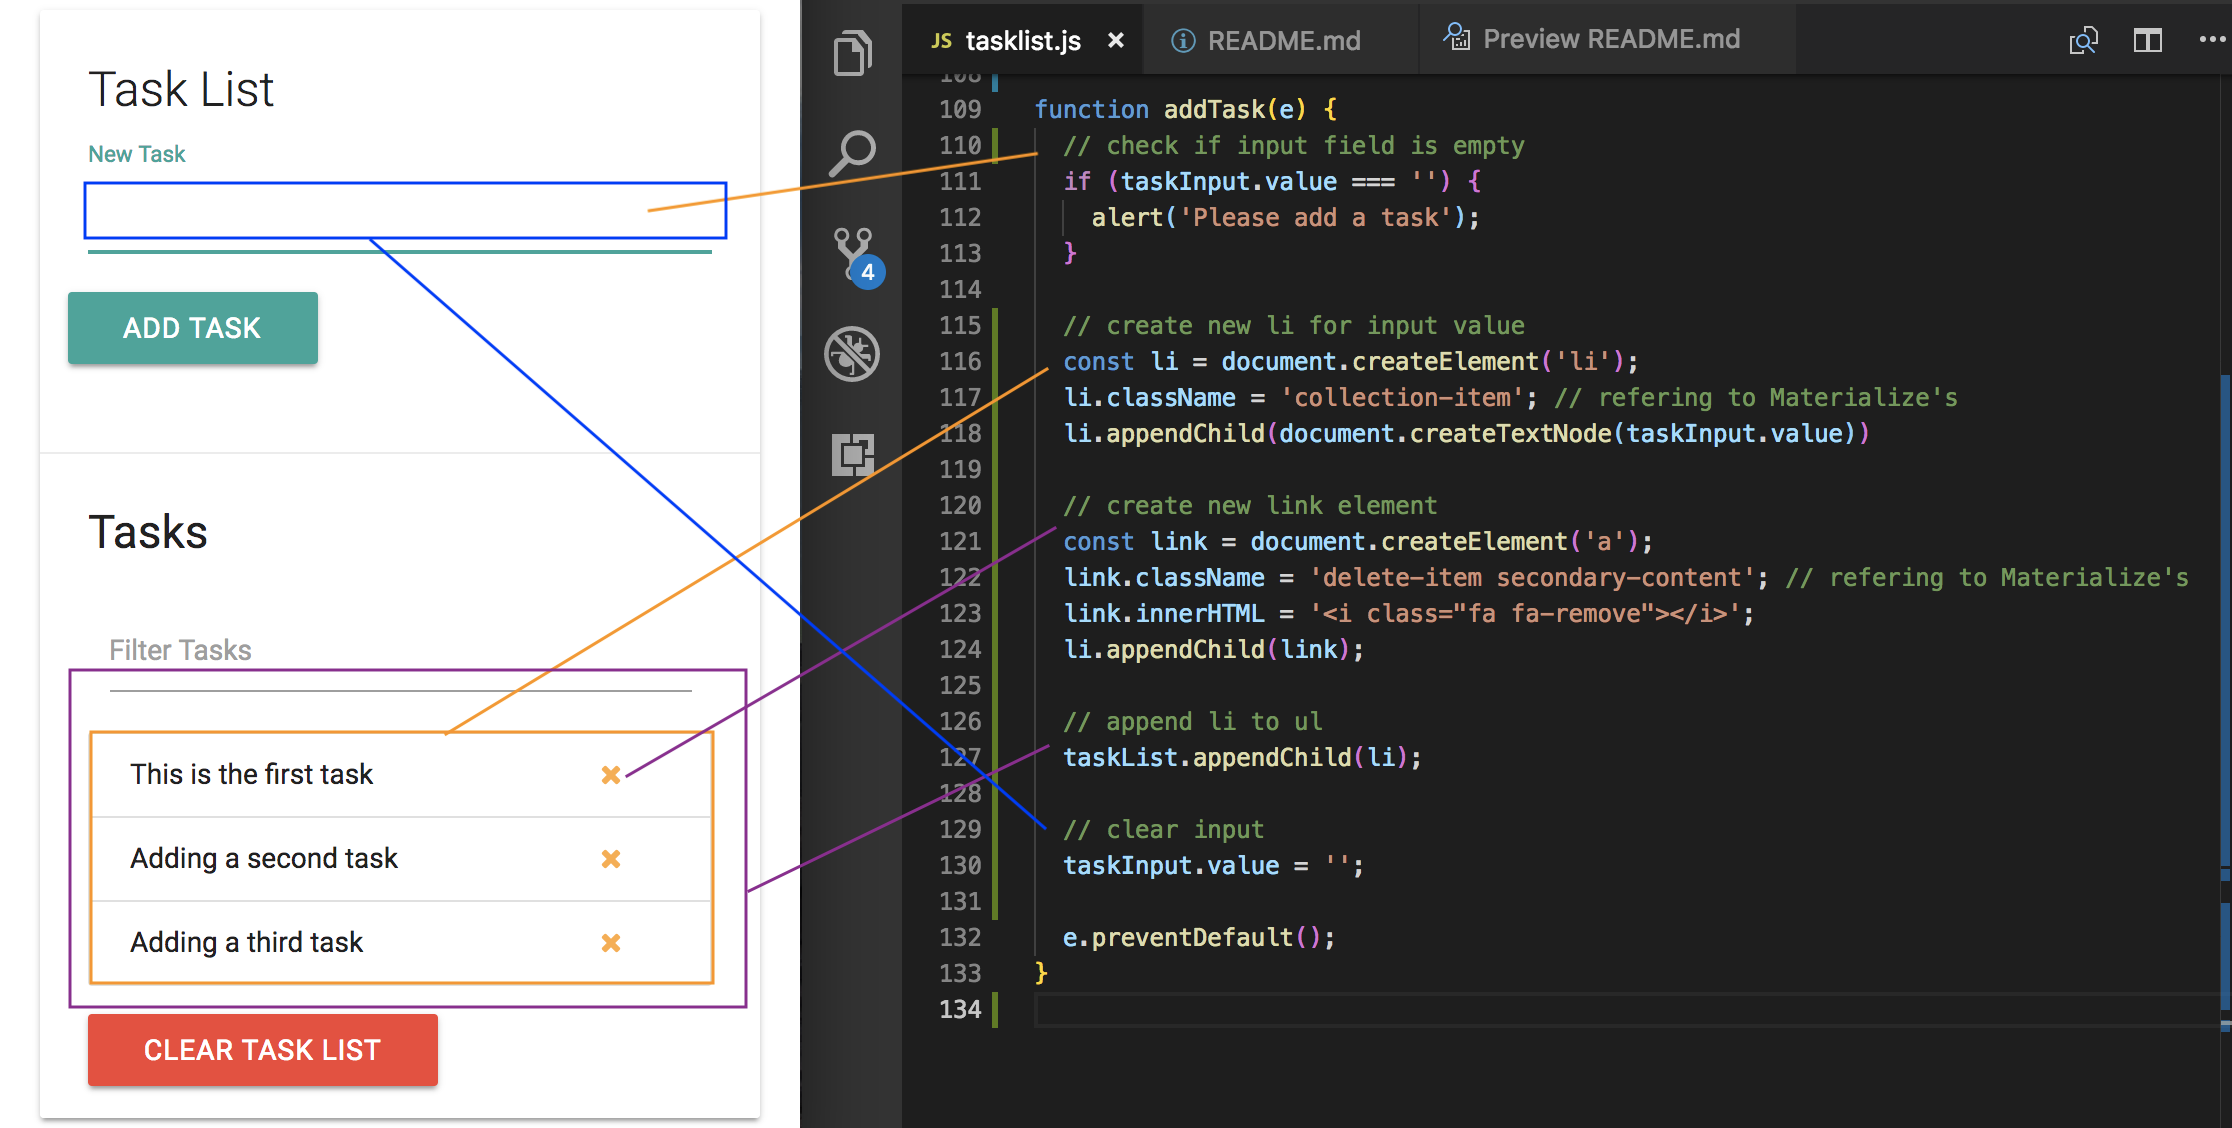 Task List
New Task
ADD TASK
Tasks
Filter Tasks
This is the first task
Adding a second task
Adding a third task
CLEAR TASK LIST
4
JS tasklist.js ×
README.md
Preview README.md
108
109 function addTask(e) {
110 // check if input field is empty
111 if (taskInput.value === '') {
112 alert('Please add a task');
113 }
114
115 // create new li for input value
116 const li = document.createElement('li');
117 li.className = 'collection-item'; // refering to Materialize's
118 li.appendChild(document.createTextNode(taskInput.value))
119
120 // create new link element
121 const link = document.createElement('a');
122 link.className = 'delete-item secondary-content'; // refering to Materialize's
123 link.innerHTML = '<i class="fa fa-remove"></i>';
124 li.appendChild(link);
125
126 // append li to ul
127 taskList.appendChild(li);
128
129 // clear input
130 taskInput.value = '';
131
132 e.preventDefault();
133 }
134